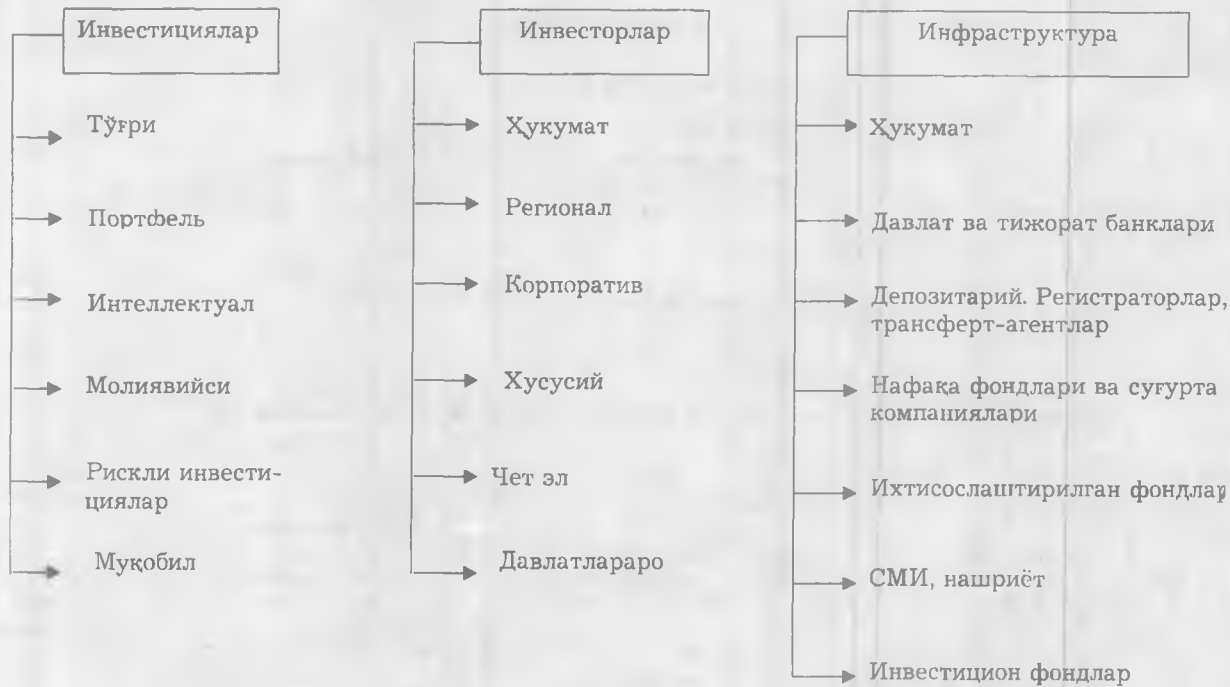 Инвестициялар
Тўғри
Портфель
Интеллектуал
Молиявийси
Рискли инвести-
циялар
Муқобил
Инвесторлар
Ҳукумат
Регионал
Корпоратив
Хусусий
Чет эл
Давлатлараро
Инфраструктура
Ҳукумат
Давлат ва тижорат банклари
Депозитарий. Регистраторлар,
трансферт-агентлар
Нафақа фондлари ва суғурта
компаниялари
Ихтисослаштирилган фондлар
СМИ, нашриёт
Инвестицион фондлар